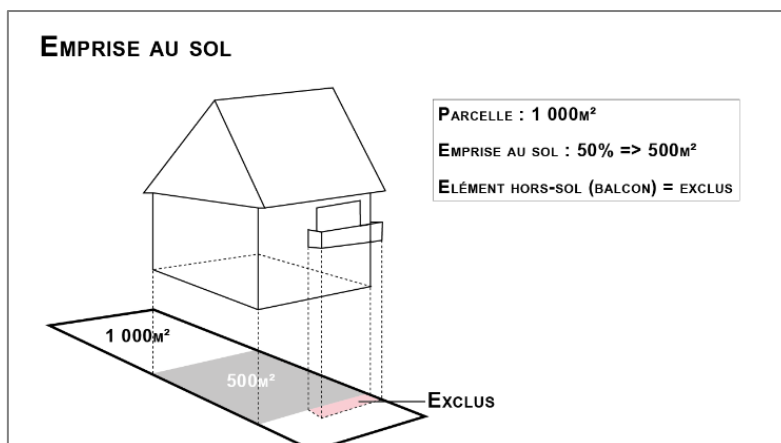 Emprise au sol
Parcelle : 1 000m²
Emprise au sol : 50% => 500m²
Elément hors-sol (balcon) = exclus
1 000m²
500m²
Exclus